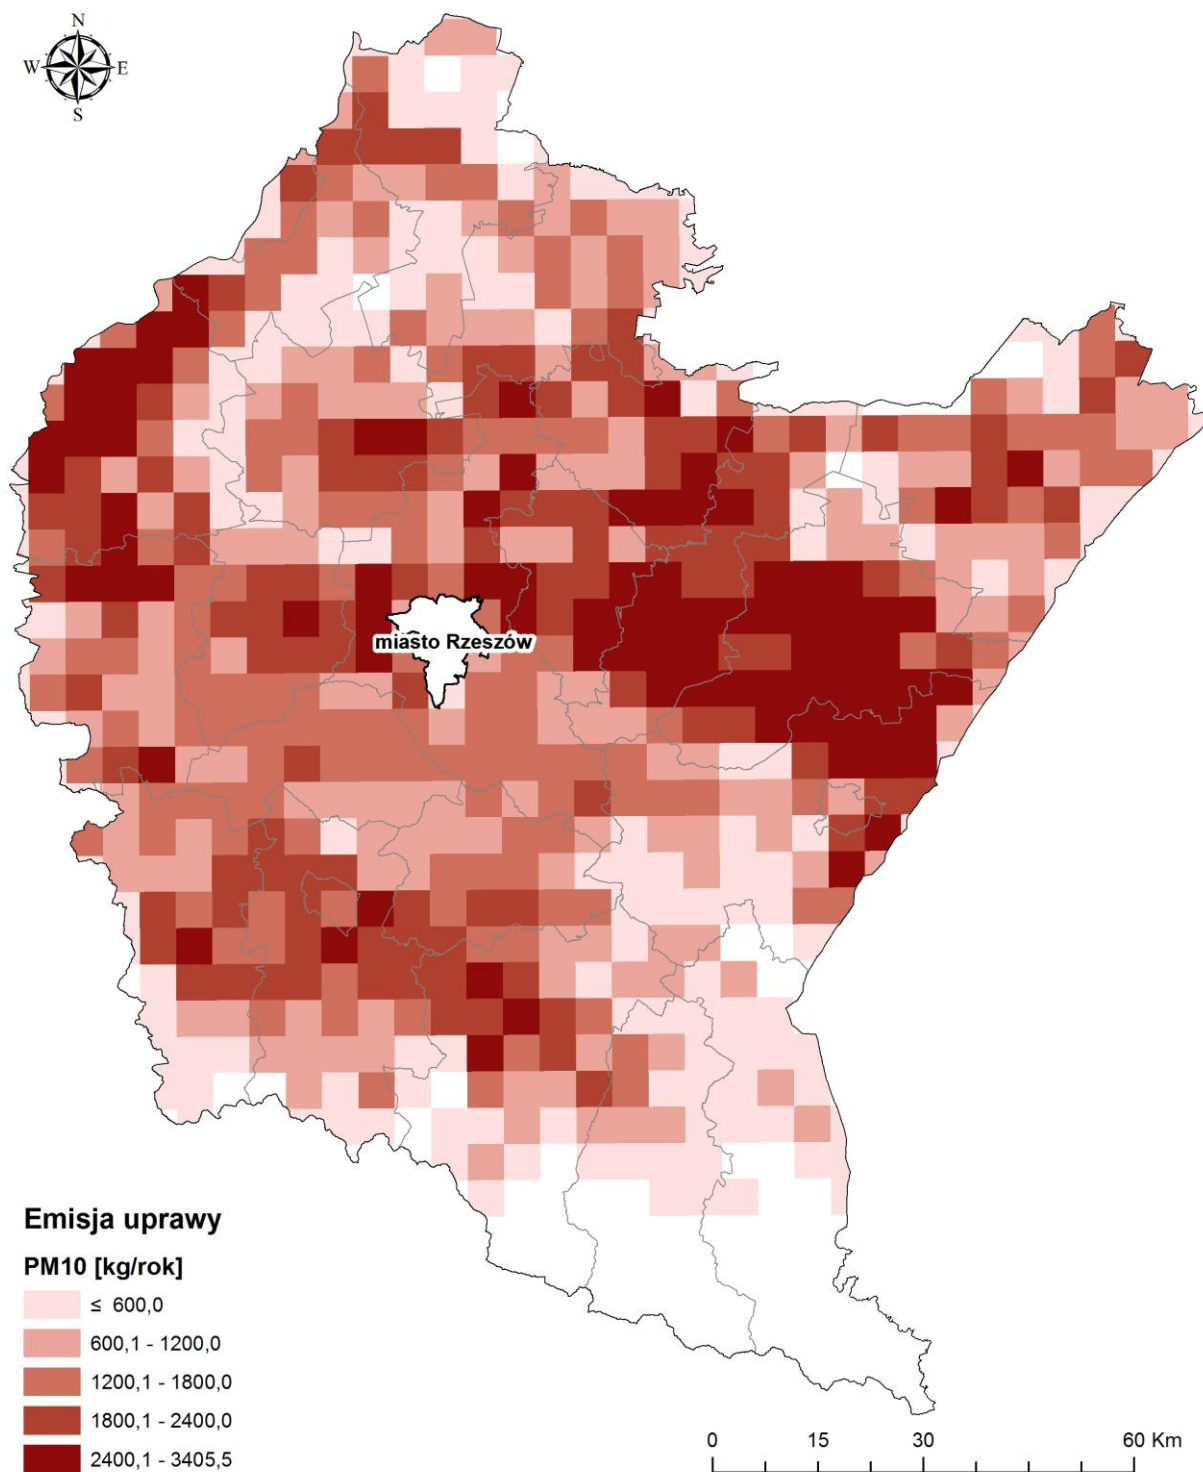 N
W E
S
miasto Rzeszów
Emisja uprawy
PM10 [kg/rok]
≤ 600,0
600,1 - 1200,0
1200,1 - 1800,0
1800,1 - 2400,0
2400,1 - 3405,5
0 15 30 60 Km